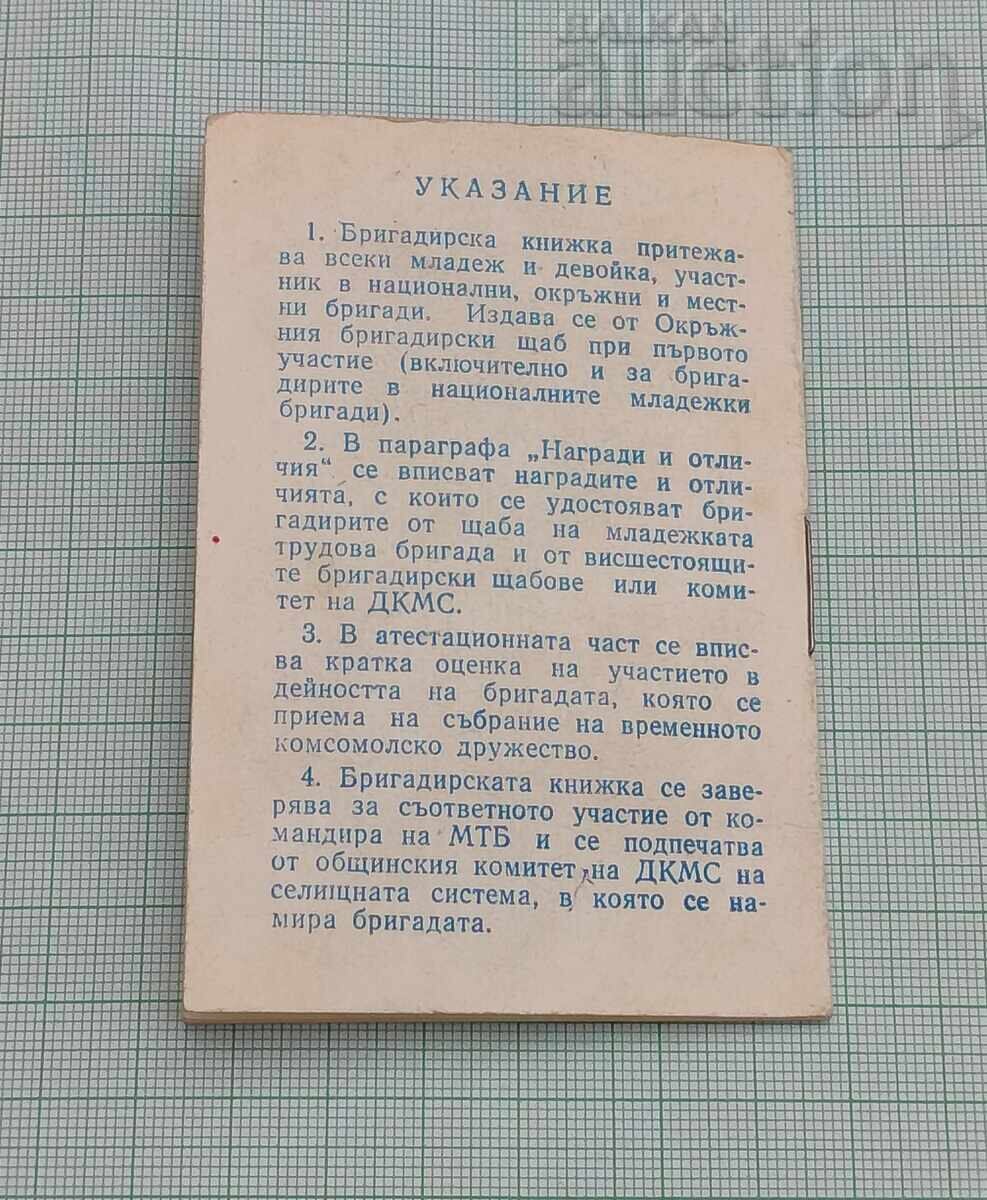 BALKAN
auction
УКАЗАНИЕ
1. Бригадирска книжка притежа-
ва всеки младеж и девойка, участ-
ник в национални, окръжни и мест-
ни бригади. Издава се от Окръж-
ния бригадирски щаб при първото
участие (включително и за брига-
дирите в националните младежки
бригади).
2. В параграфа „Награди и отли-
чия“ се вписват наградите и отли-
чията, с които се удостояват бри-
гадирите от щаба на младежката
трудова бригада и от висшестоящи-
те бригадирски щабове или коми-
тет на ДКМС.
3. В атестационната част се впис-
ва кратка оценка на участието в
дейността на бригадата, която се
приема на събрание на временното
комсомолско дружество.
4. Бригадирската книжка се заве-
рява за съответното участие от ко-
мандира на МТБ и се подпечатва
от общинския комитет на ДКМС на
селищната система, в която се на-
мира бригадата.